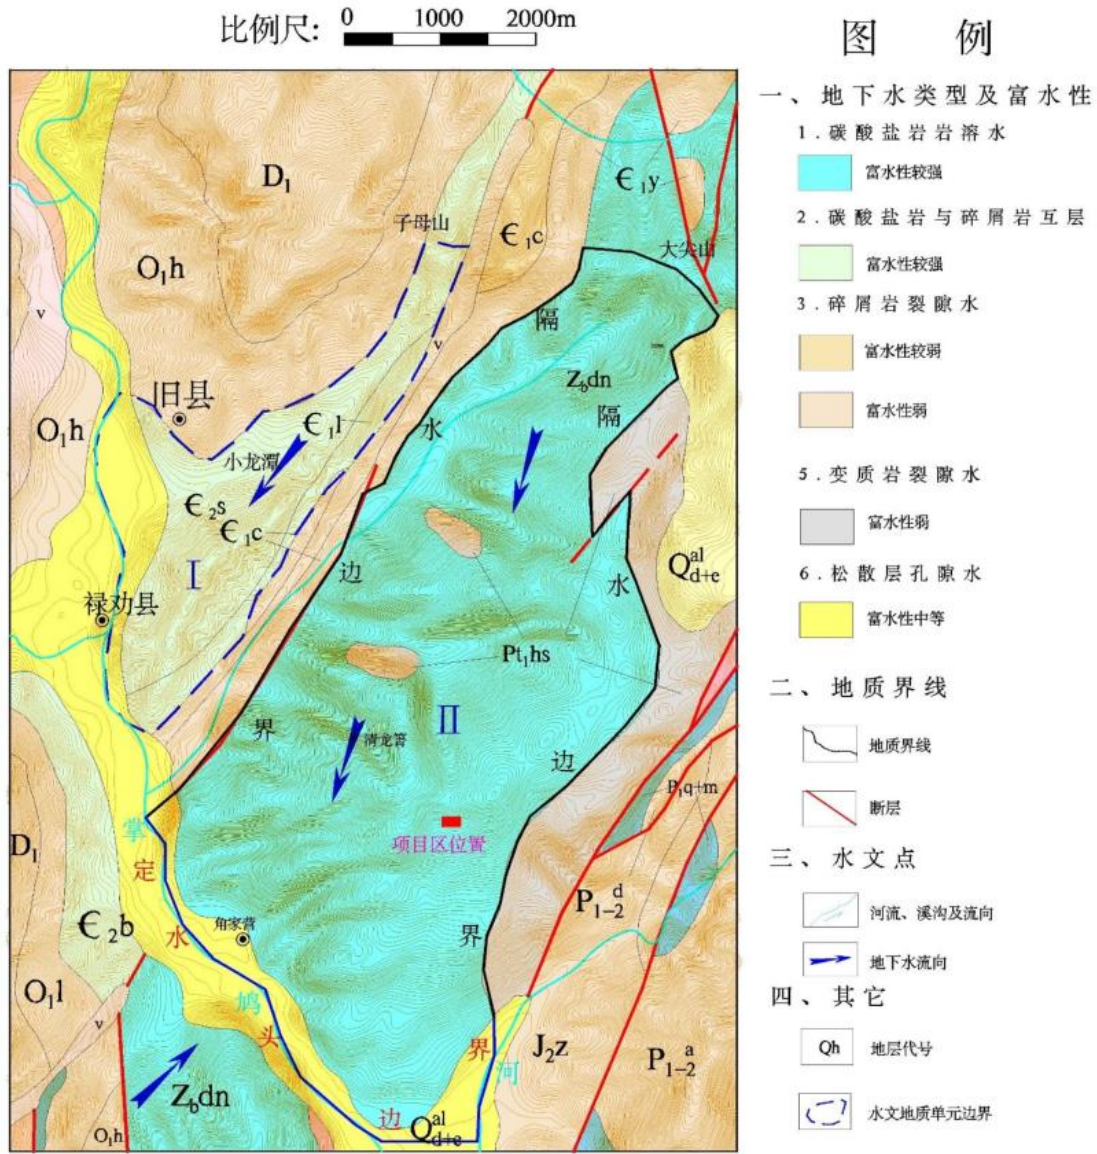 比例尺: 0 1000 2000m
图 例
一、地下水类型及富水性
1.碳酸盐岩岩溶水
富水性较强
2.碳酸盐岩与碎屑岩互层
富水性较强
3.碎屑岩裂隙水
富水性较弱
富水性弱
5.变质岩裂隙水
富水性弱
6.松散层孔隙水
富水性中等
二、地质界线
地质界线
断层
三、水文点
河流、溪沟及流向
地下水流向
四、其它
Qh 地层代号
水文地质单元边界
D₁
Є₁y
子母山
Є₁c
大尖山
O₁h
v
隔
v
Z_bdn
旧县
隔
O₁h
Є₁l
水
小龙潭
Є₂s
Є₁c
Q^al_d+e
Ⅰ
边
水
禄劝县
Pt₁hs
界
Ⅱ
清龙箐
边
P₁q+m
掌
项目区位置
D₁
定
P₁₋₂^d
Є₂b
水
角家营
界
O₁l
鸠
v
头
界
J₂z
河
P₁₋₂^a
Z_bdn
边
Q^al_d+e
O₁h